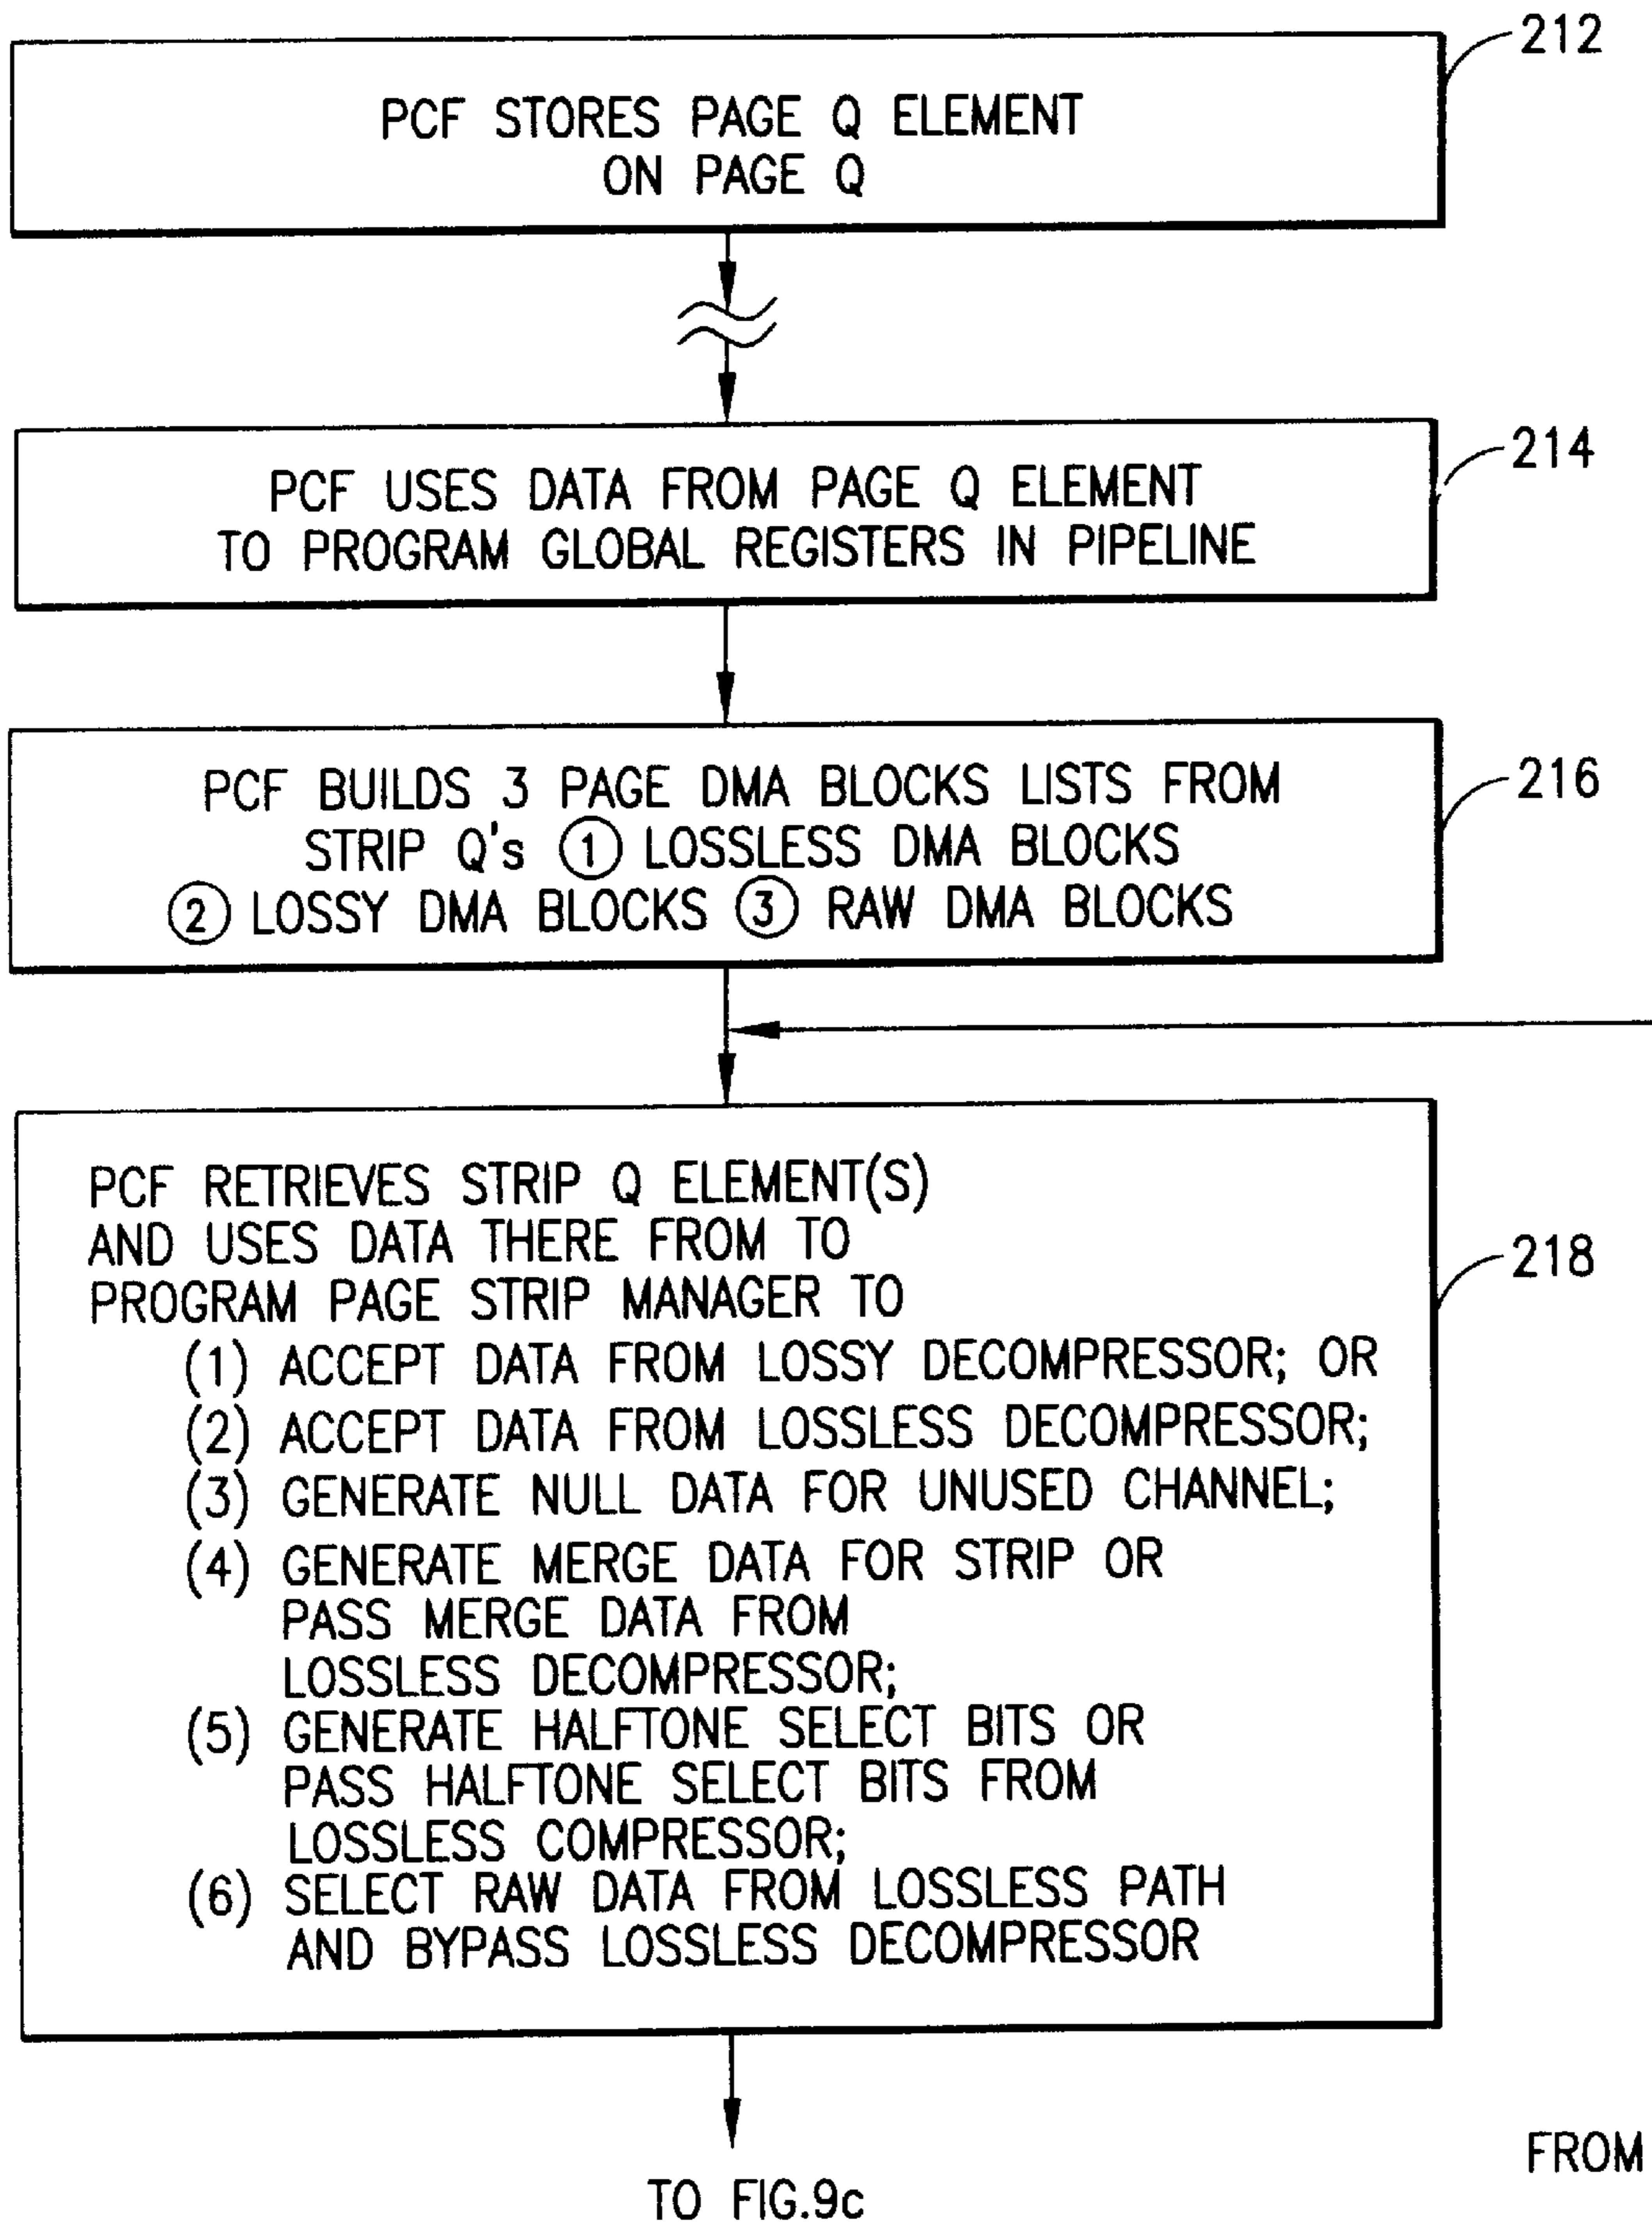 212
PCF STORES PAGE Q ELEMENT
ON PAGE Q
214
PCF USES DATA FROM PAGE Q ELEMENT
TO PROGRAM GLOBAL REGISTERS IN PIPELINE
216
PCF BUILDS 3 PAGE DMA BLOCKS LISTS FROM
STRIP Q's ① LOSSLESS DMA BLOCKS
② LOSSY DMA BLOCKS ③ RAW DMA BLOCKS
218
PCF RETRIEVES STRIP Q ELEMENT(S)
AND USES DATA THERE FROM TO
PROGRAM PAGE STRIP MANAGER TO
(1) ACCEPT DATA FROM LOSSY DECOMPRESSOR; OR
(2) ACCEPT DATA FROM LOSSLESS DECOMPRESSOR;
(3) GENERATE NULL DATA FOR UNUSED CHANNEL;
(4) GENERATE MERGE DATA FOR STRIP OR
PASS MERGE DATA FROM
LOSSLESS DECOMPRESSOR;
(5) GENERATE HALFTONE SELECT BITS OR
PASS HALFTONE SELECT BITS FROM
LOSSLESS COMPRESSOR;
(6) SELECT RAW DATA FROM LOSSLESS PATH
AND BYPASS LOSSLESS DECOMPRESSOR
FROM
TO FIG.9c